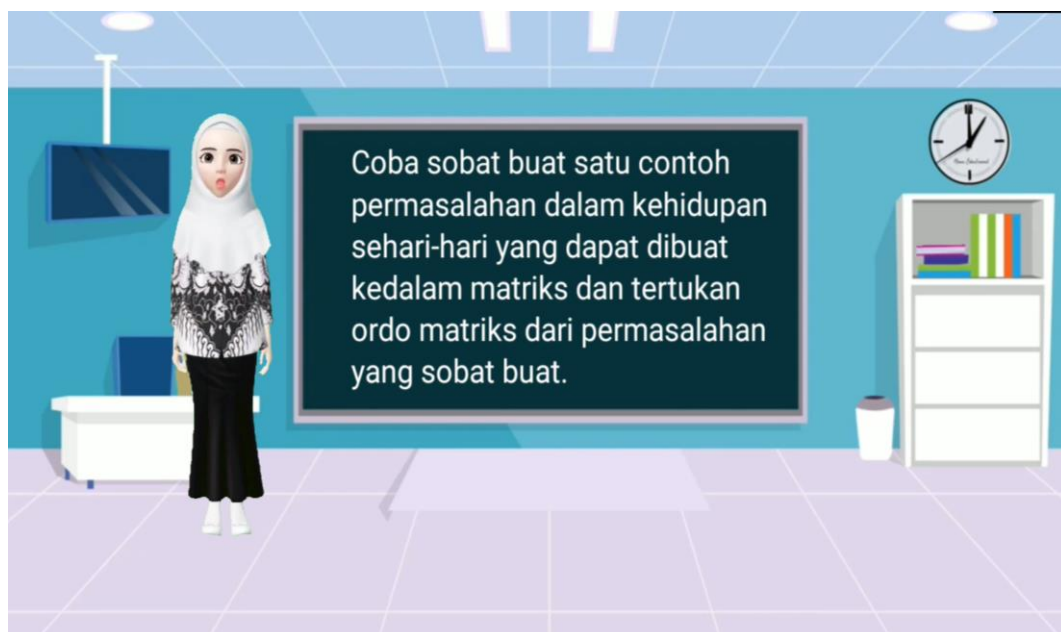 Coba sobat buat satu contoh
permasalahan dalam kehidupan
sehari-hari yang dapat dibuat
kedalam matriks dan tertukan
ordo matriks dari permasalahan
yang sobat buat.